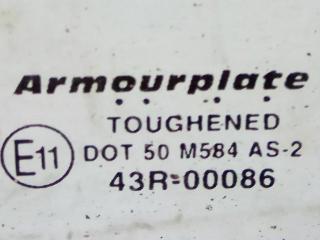 Armourplate
TOUGHENED
E11 DOT 50 M584 AS-2
43R-00086